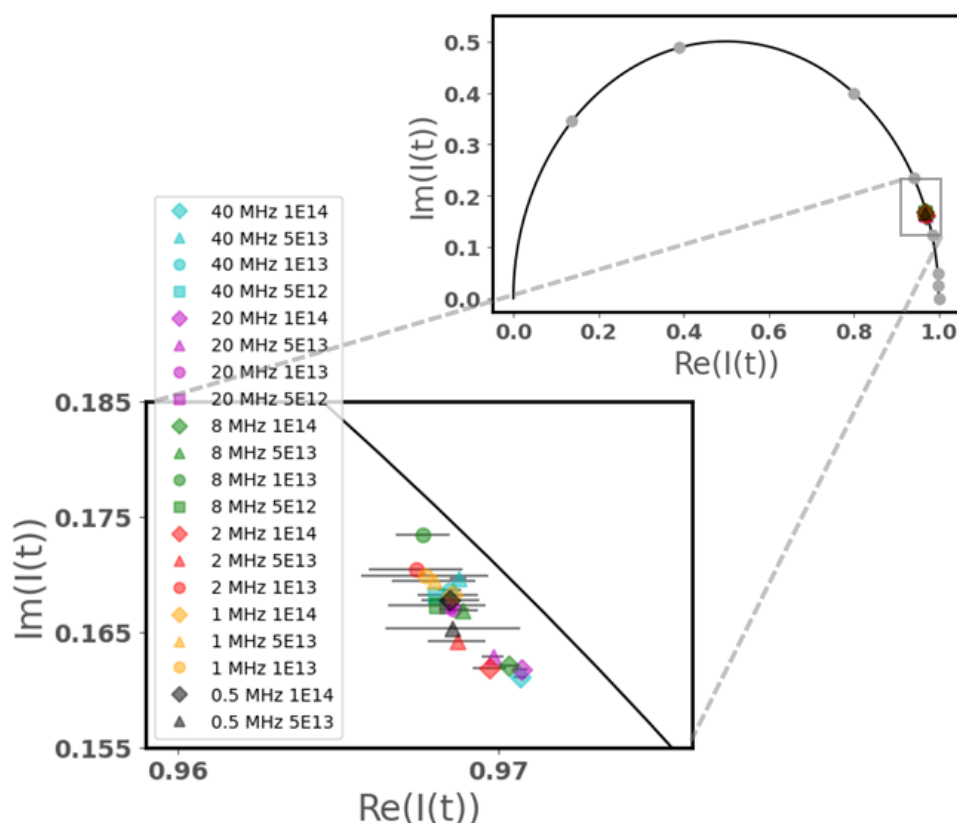 0.5
0.4
0.3
0.2
0.1
0.0
Im(I(t))
0.0 0.2 0.4 0.6 0.8 1.0
Re(I(t))
40 MHz 1E14
40 MHz 5E13
40 MHz 1E13
40 MHz 5E12
20 MHz 1E14
20 MHz 5E13
20 MHz 1E13
20 MHz 5E12
8 MHz 1E14
8 MHz 5E13
8 MHz 1E13
8 MHz 5E12
2 MHz 1E14
2 MHz 5E13
2 MHz 1E13
1 MHz 1E14
1 MHz 5E13
1 MHz 1E13
0.5 MHz 1E14
0.5 MHz 5E13
0.185
0.175
0.165
0.155
Im(I(t))
0.96 0.97
Re(I(t))